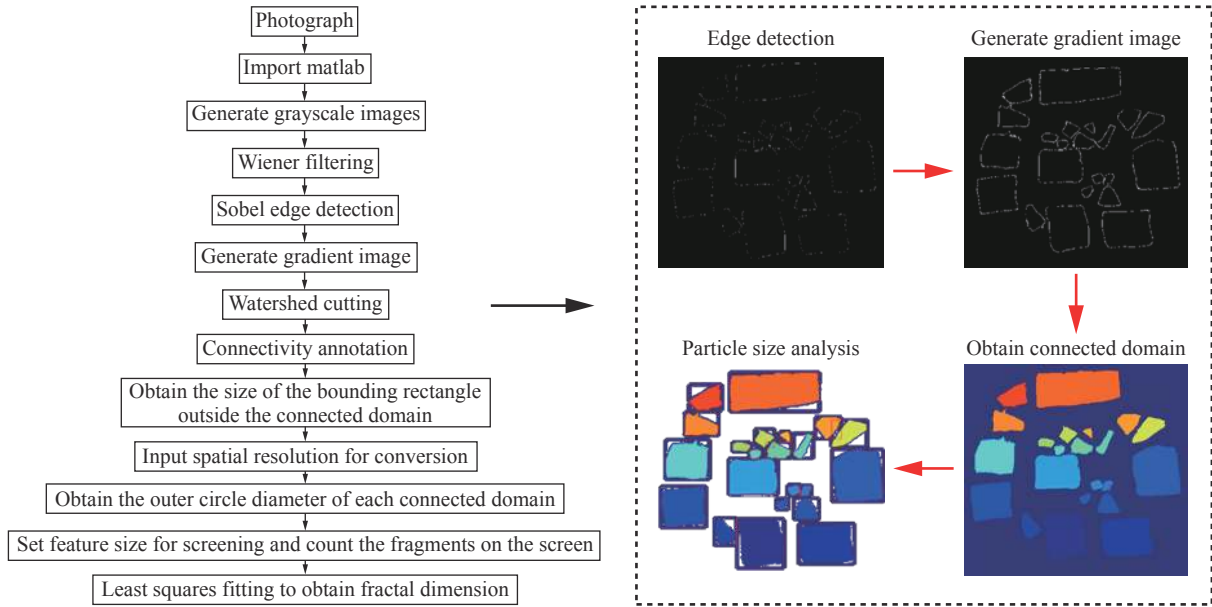 Photograph
Import matlab
Generate grayscale images
Wiener filtering
Sobel edge detection
Generate gradient image
Watershed cutting
Connectivity annotation
Obtain the size of the bounding rectangle
outside the connected domain
Input spatial resolution for conversion
Obtain the outer circle diameter of each connected domain
Set feature size for screening and count the fragments on the screen
Least squares fitting to obtain fractal dimension
Edge detection
Generate gradient image
Particle size analysis
Obtain connected domain